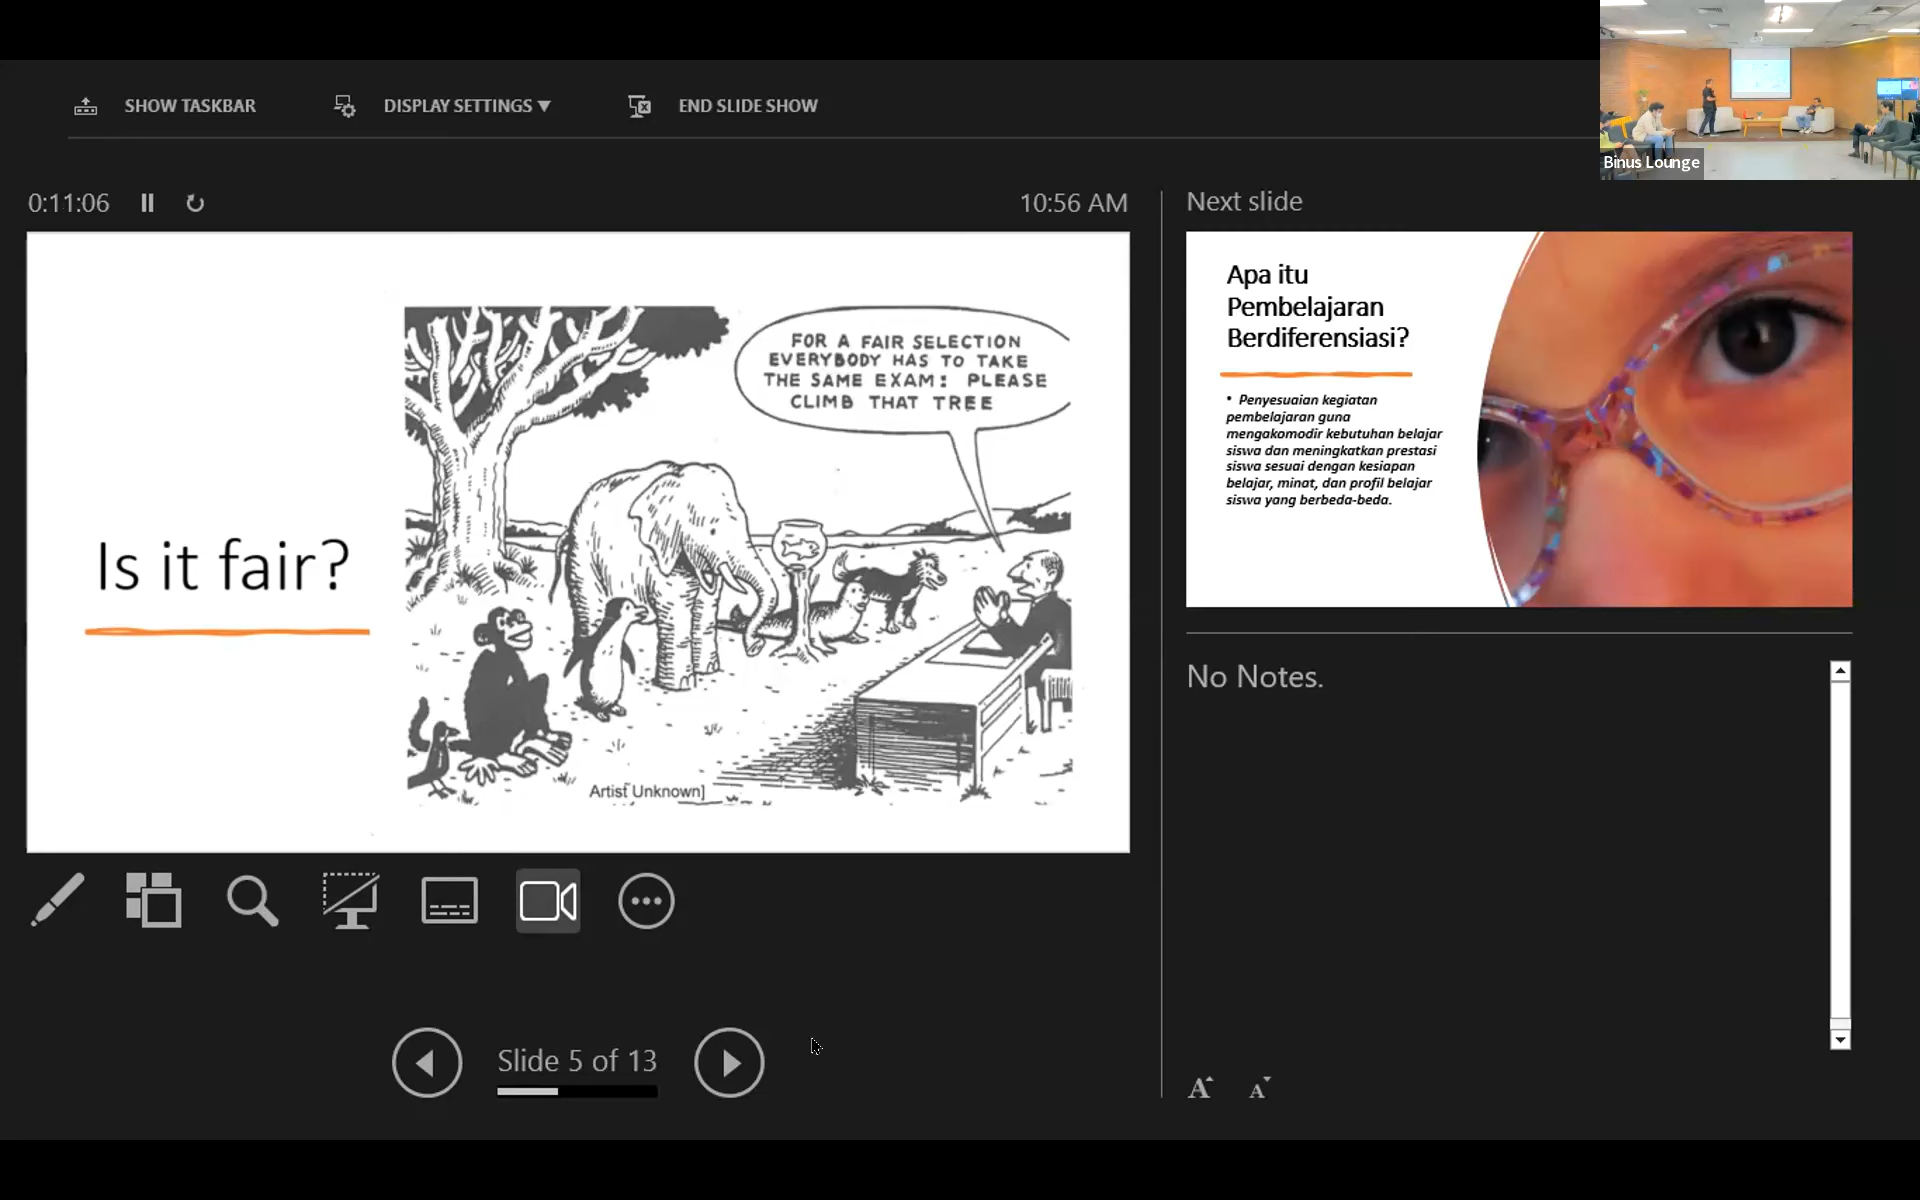 SHOW TASKBAR
DISPLAY SETTINGS ▼
END SLIDE SHOW
Binus Lounge
0:11:06
10:56 AM
Is it fair?
FOR A FAIR SELECTION
EVERYBODY HAS TO TAKE
THE SAME EXAM: PLEASE
CLIMB THAT TREE
Artist Unknown]
Next slide
Apa itu
Pembelajaran
Berdiferensiasi?
• Penyesuaian kegiatan
pembelajaran guna
mengakomodir kebutuhan belajar
siswa dan meningkatkan prestasi
siswa sesuai dengan kesiapan
belajar, minat, dan profil belajar
siswa yang berbeda-beda.
No Notes.
Slide 5 of 13
A A